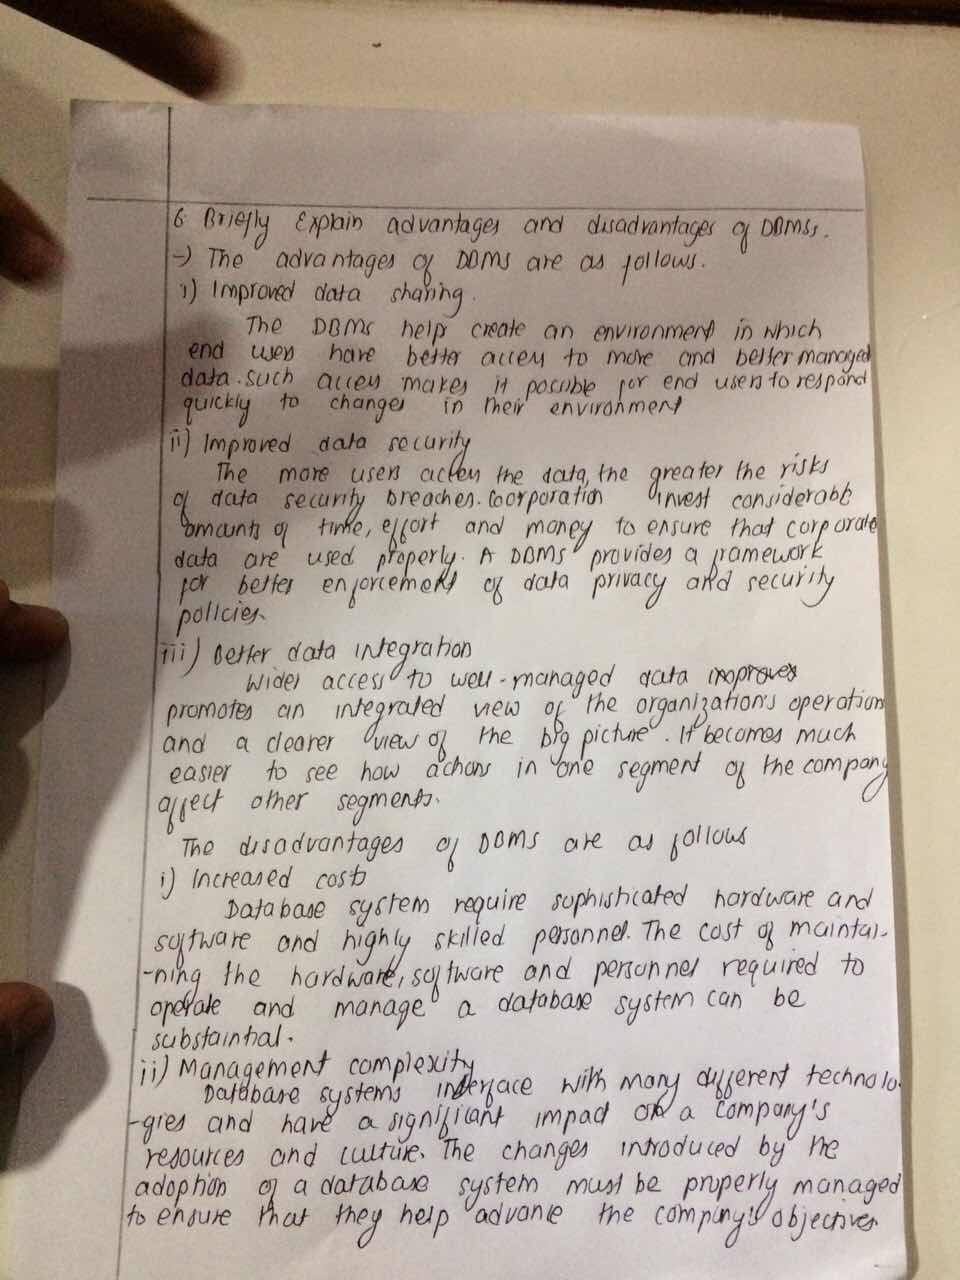 6 Briefly Explain advantages and disadvantages of DBMSs.
→ The advantages of DBMS are as follows.
i) Improved data sharing.
The DBMS help create an environment in which
end users have better access to more and better managed
data. Such access makes it possible for end users to respond
quickly to changes in their environment
ii) Improved data security
The more users access the data, the greater the risks
of data security breaches. Coorporation invest considerable
amounts of time, effort and money to ensure that corporate
data are used properly. A DBMS provides a framework
for better enforcement of data privacy and security
policies.
iii) Better data integration
Wider access to well-managed data improves
promotes an integrated view of the organization's operation
and a clearer view of the big picture. It becomes much
easier to see how actions in one segment of the company
affect other segments.
The disadvantages of DBMS are as follows
i) Increased costs
Database system require sophisticated hardware and
software and highly skilled personnel. The cost of maintai-
-ning the hardware, software and personnel required to
operate and manage a database system can be
substaintial.
ii) Management complexity
Database systems interface with many different technolo-
-gies and have a significant impact on a company's
resources and culture. The changes introduced by the
adoption of a database system must be properly managed
to ensure that they help advance the company's objectives